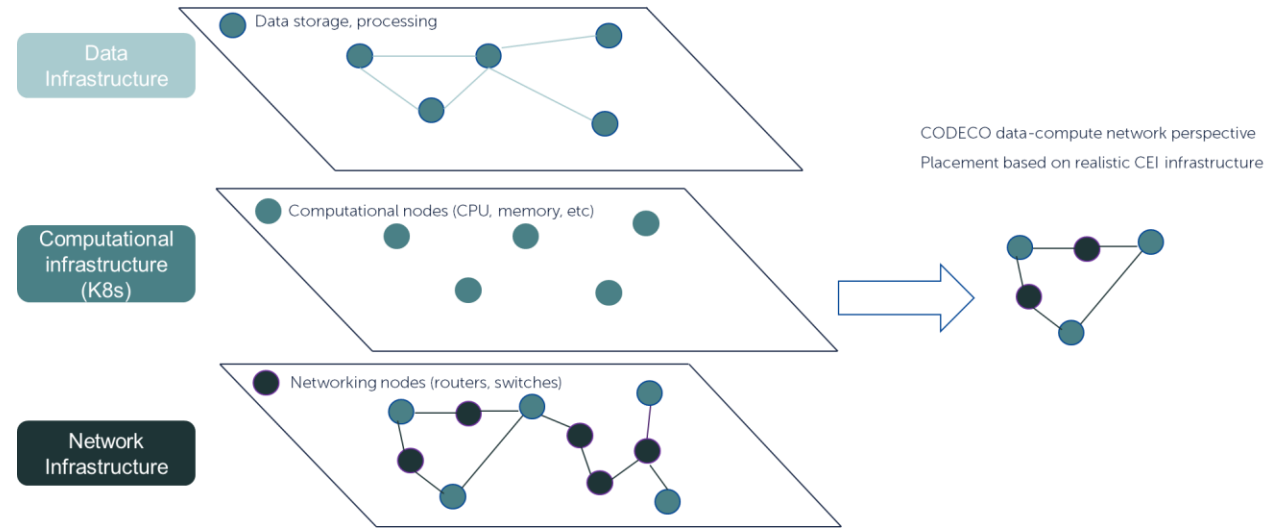 Data
Infrastructure
Data storage, processing
CODECO data-compute network perspective
Placement based on realistic CEI infrastructure
Computational
infrastructure
(K8s)
Computational nodes (CPU, memory, etc)
Network
Infrastructure
Networking nodes (routers, switches)